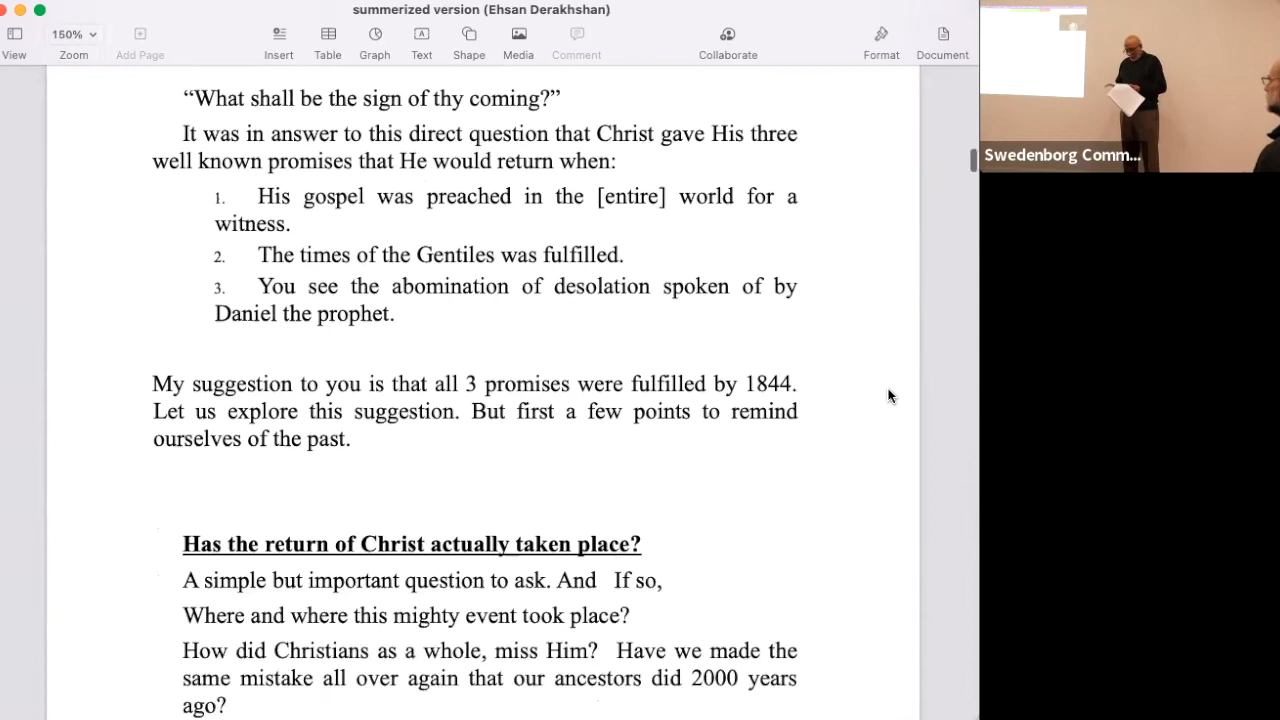 summerized version (Ehsan Derakhshan)
View
150%
Zoom
Add Page
Insert
Table
Graph
Text
Shape
Media
Comment
Collaborate
Format
Document
“What shall be the sign of thy coming?”
It was in answer to this direct question that Christ gave His three
well known promises that He would return when:
1. His gospel was preached in the [entire] world for a
witness.
2. The times of the Gentiles was fulfilled.
3. You see the abomination of desolation spoken of by
Daniel the prophet.
My suggestion to you is that all 3 promises were fulfilled by 1844.
Let us explore this suggestion. But first a few points to remind
ourselves of the past.
Has the return of Christ actually taken place?
A simple but important question to ask. And If so,
Where and where this mighty event took place?
How did Christians as a whole, miss Him? Have we made the
same mistake all over again that our ancestors did 2000 years
ago?
Swedenborg Comm...